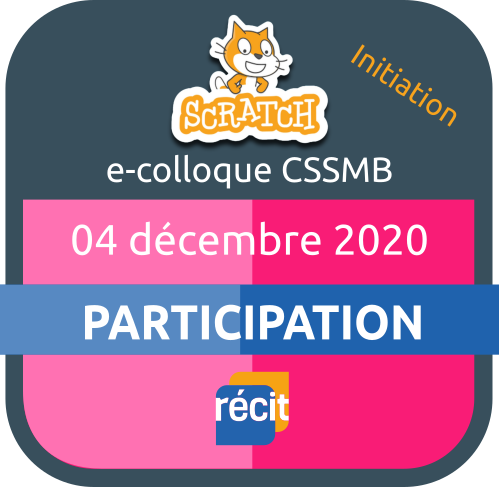 SCRATCH
Initiation
e-colloque CSSMB
04 décembre 2020
PARTICIPATION
récit